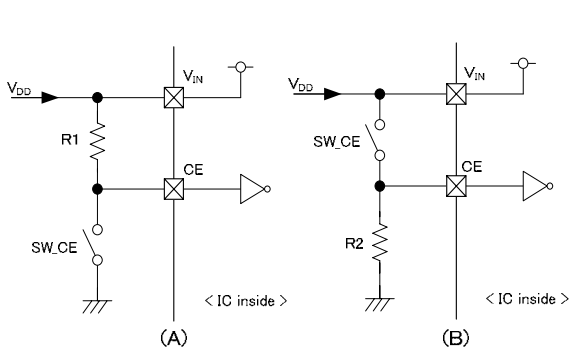 VDD
VIN
R1
CE
SW_CE
< IC inside >
(A)
VDD
VIN
SW_CE
CE
R2
< IC inside >
(B)